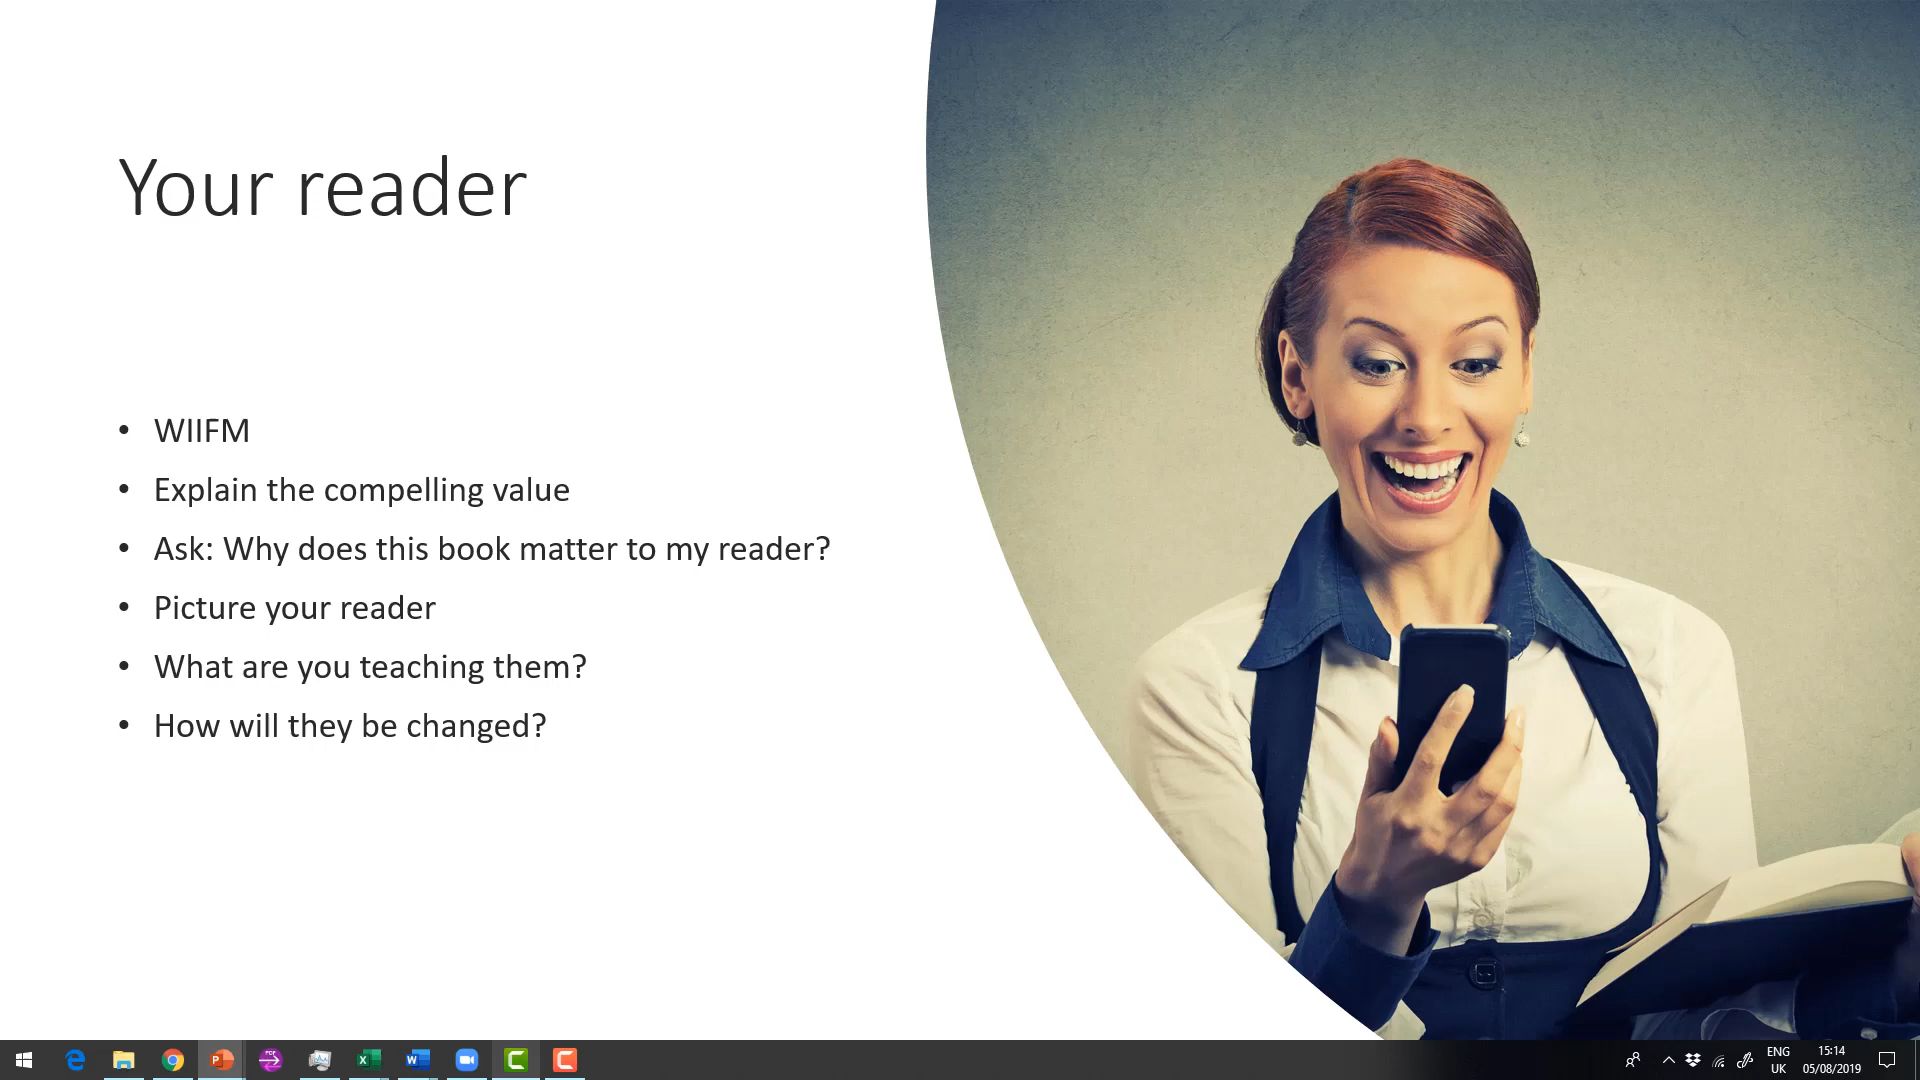 Your reader
• WIIFM
• Explain the compelling value
• Ask: Why does this book matter to my reader?
• Picture your reader
• What are you teaching them?
• How will they be changed?
ENG
UK
15:14
05/08/2019